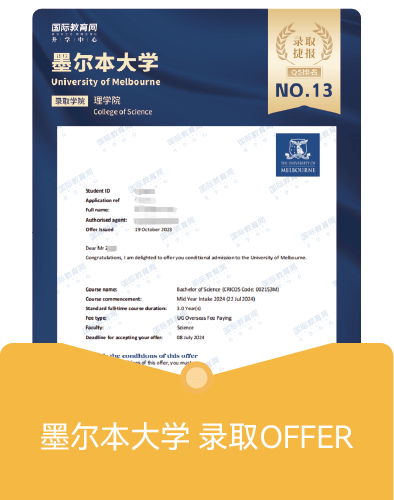 国际教育网
升学中心
录取
捷报
QS排名
NO.13
墨尔本大学
University of Melbourne
录取学院 理学院
College of Science
THE UNIVERSITY OF
MELBOURNE
Student ID
Application ref
Full name:
Authorised agent:
Offer Issued 19 October 2023
Dear Mr Z
Congratulations, I am delighted to offer you conditional admission to the University of Melbourne.
Course name: Bachelor of Science (CRICOS Code: 002153M)
Course commencement: Mid Year Intake 2024 (22 Jul 2024)
Standard full-time course duration: 3.0 Year(s)
Fee type: UG Overseas Fee Paying
Faculty: Science
Deadline for accepting your offer: 08 July 2024
the conditions of this offer
of this offer, you must
墨尔本大学 录取OFFER